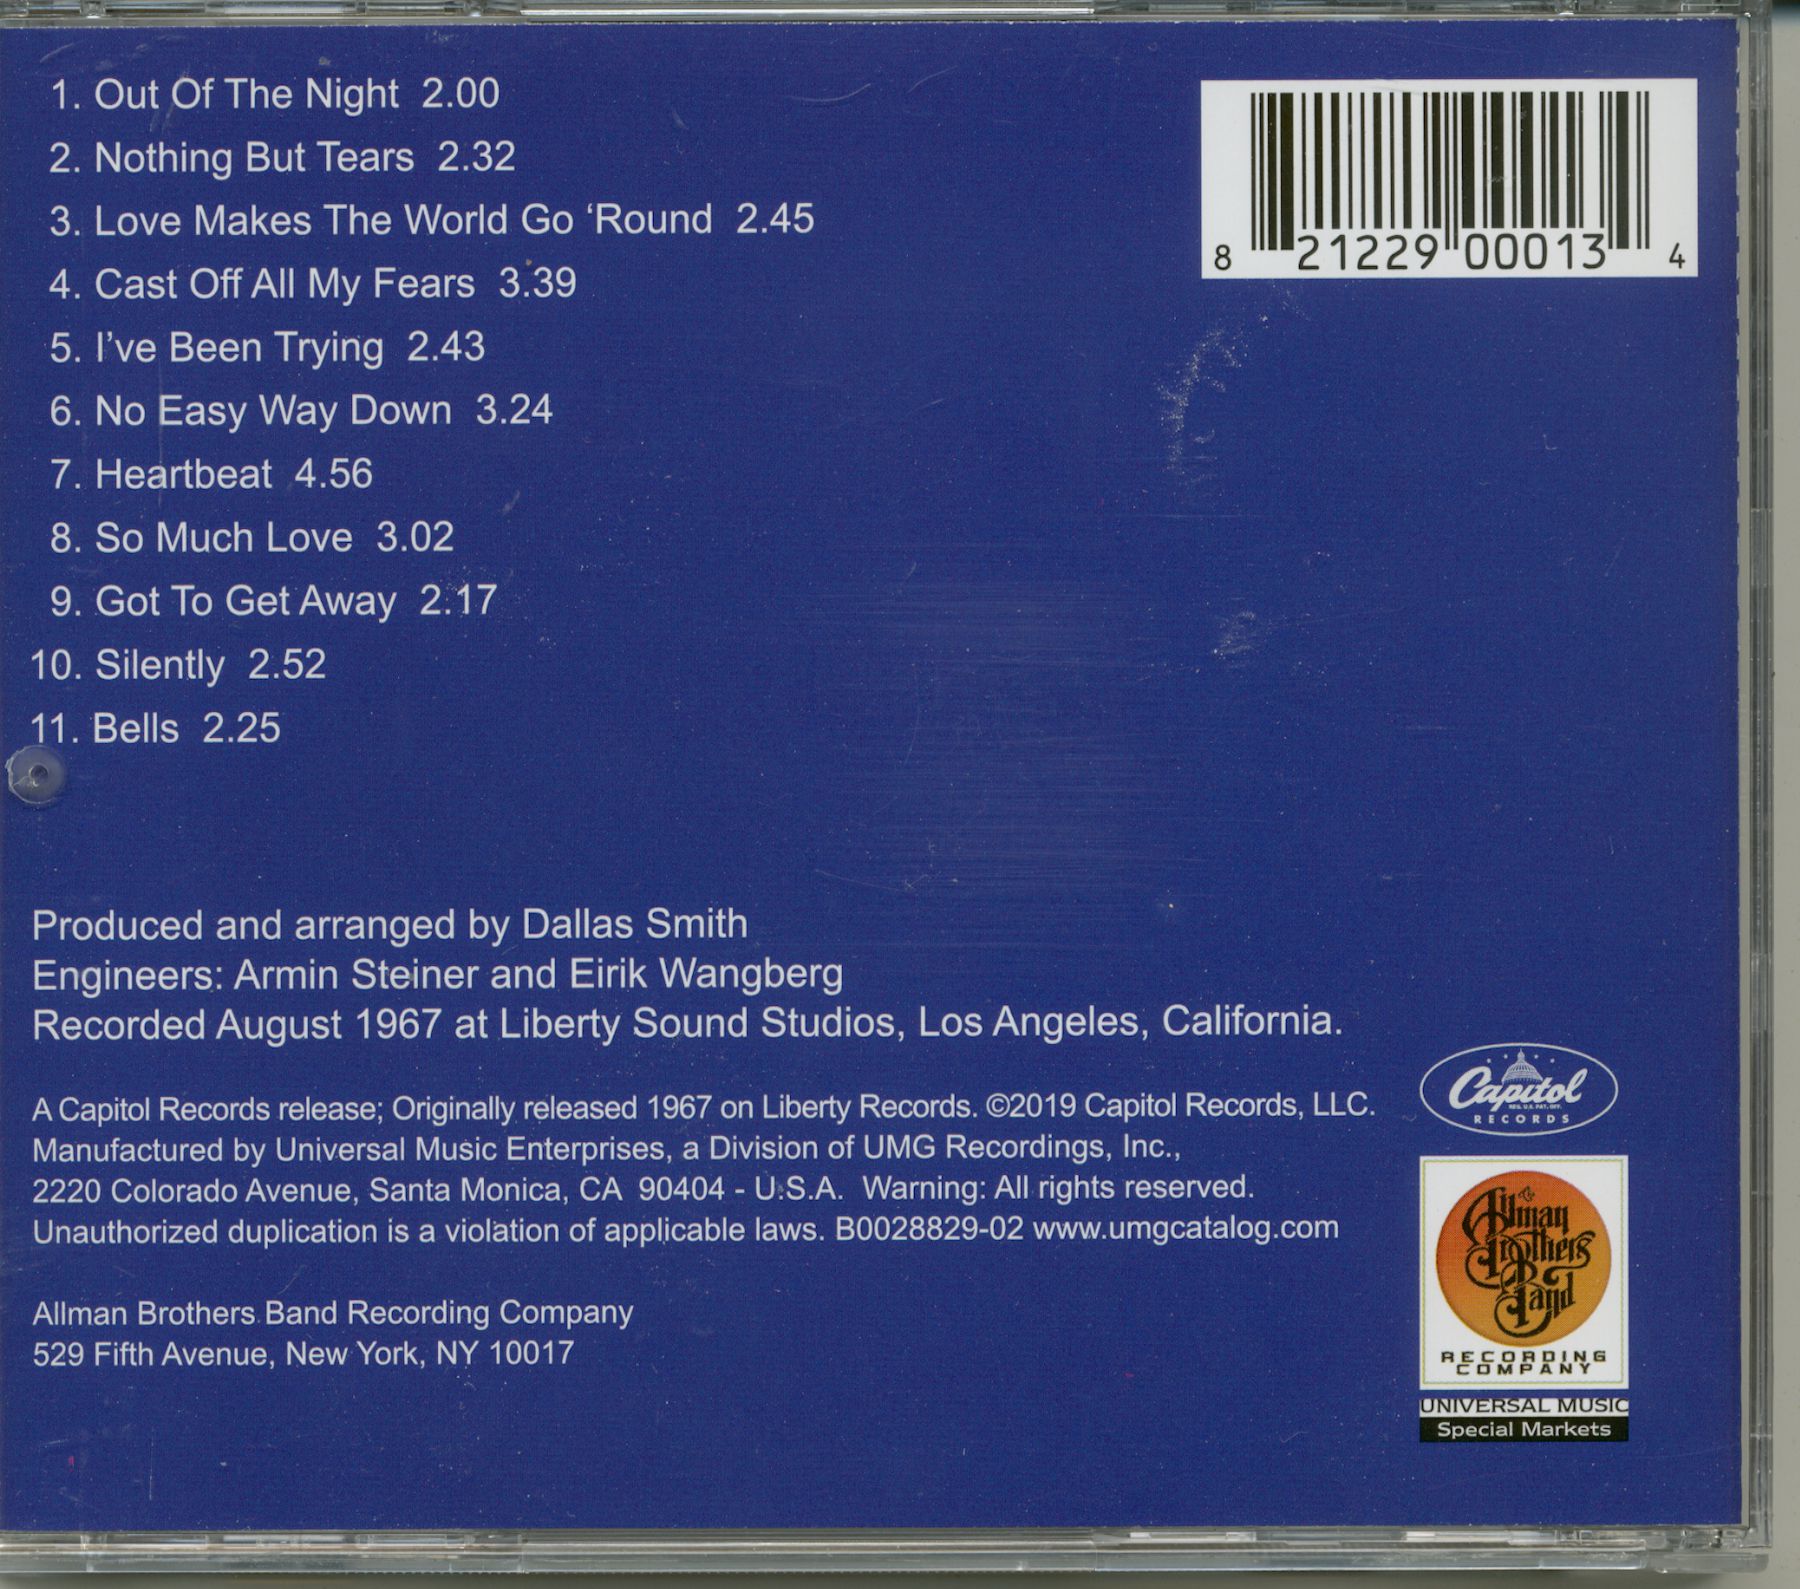 1. Out Of The Night 2.00
2. Nothing But Tears 2.32
3. Love Makes The World Go ‘Round 2.45
4. Cast Off All My Fears 3.39
5. I’ve Been Trying 2.43
6. No Easy Way Down 3.24
7. Heartbeat 4.56
8. So Much Love 3.02
9. Got To Get Away 2.17
10. Silently 2.52
11. Bells 2.25
8 21229 00013 4
Produced and arranged by Dallas Smith
Engineers: Armin Steiner and Eirik Wangberg
Recorded August 1967 at Liberty Sound Studios, Los Angeles, California.
A Capitol Records release; Originally released 1967 on Liberty Records. ©2019 Capitol Records, LLC.
Manufactured by Universal Music Enterprises, a Division of UMG Recordings, Inc.,
2220 Colorado Avenue, Santa Monica, CA 90404 - U.S.A. Warning: All rights reserved.
Unauthorized duplication is a violation of applicable laws. B0028829-02 www.umgcatalog.com
Allman Brothers Band Recording Company
529 Fifth Avenue, New York, NY 10017
Capitol
REG. U.S. PAT. OFF.
RECORDS
Allman
Brothers
Band
RECORDING
COMPANY
UNIVERSAL MUSIC
Special Markets